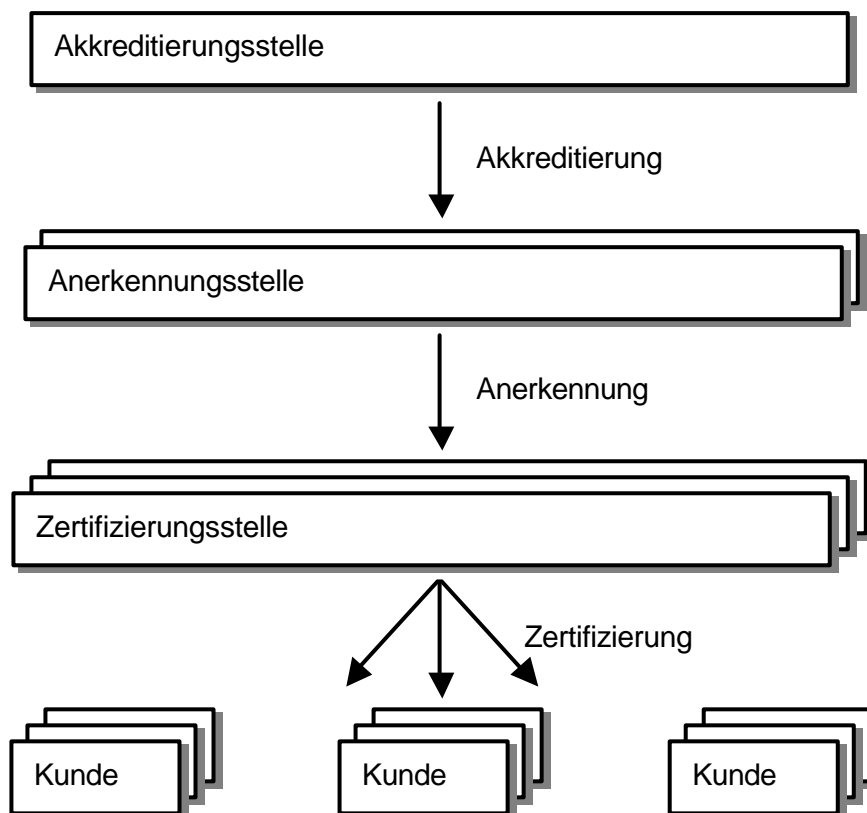 Akkreditierungsstelle
Akkreditierung
Anerkennungsstelle
Anerkennung
Zertifizierungsstelle
Zertifizierung
Kunde
Kunde
Kunde